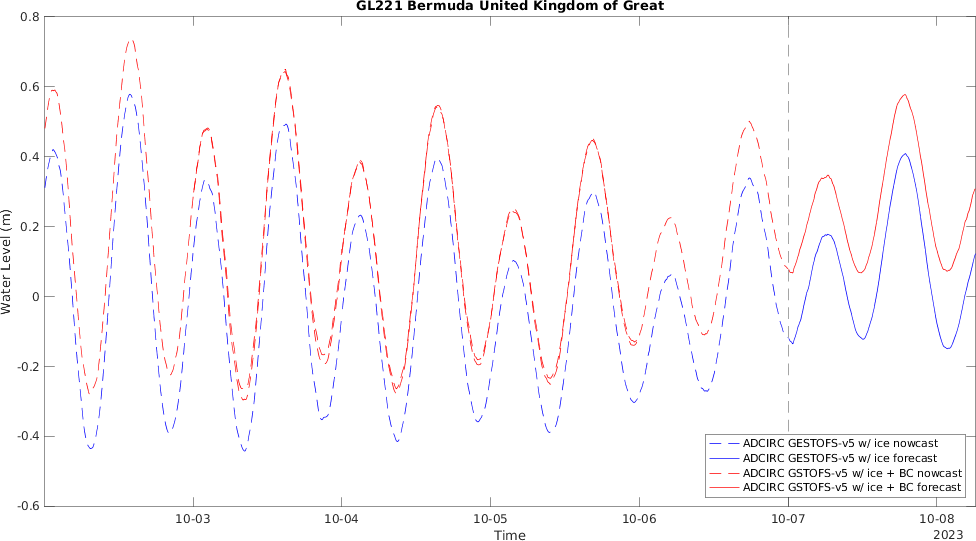 GL221 Bermuda United Kingdom of Great
0.8
0.6
0.4
0.2
0
-0.2
-0.4
-0.6
Water Level (m)
10-03 10-04 10-05 10-06 10-07 10-08
Time
2023
ADCIRC GESTOFS-v5 w/ ice nowcast
ADCIRC GESTOFS-v5 w/ ice forecast
ADCIRC GSTOFS-v5 w/ ice + BC nowcast
ADCIRC GSTOFS-v5 w/ ice + BC forecast